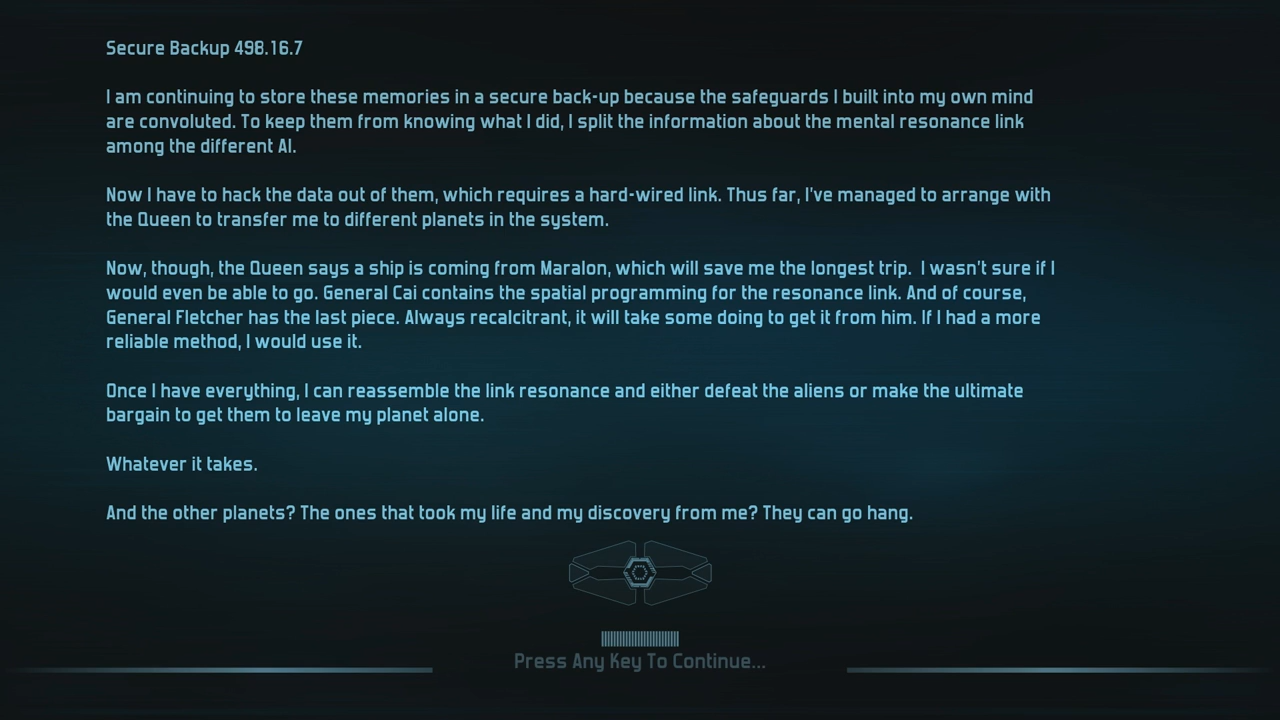 Secure Backup 498.16.7
I am continuing to store these memories in a secure back-up because the safeguards I built into my own mind
are convoluted. To keep them from knowing what I did, I split the information about the mental resonance link
among the different AI.
Now I have to hack the data out of them, which requires a hard-wired link. Thus far, I've managed to arrange with
the Queen to transfer me to different planets in the system.
Now, though, the Queen says a ship is coming from Maralon, which will save me the longest trip.  I wasn't sure if I
would even be able to go. General Cai contains the spatial programming for the resonance link. And of course,
General Fletcher has the last piece. Always recalcitrant, it will take some doing to get it from him. If I had a more
reliable method, I would use it.
Once I have everything, I can reassemble the link resonance and either defeat the aliens or make the ultimate
bargain to get them to leave my planet alone.
Whatever it takes.
And the other planets? The ones that took my life and my discovery from me? They can go hang.
Press Any Key To Continue...